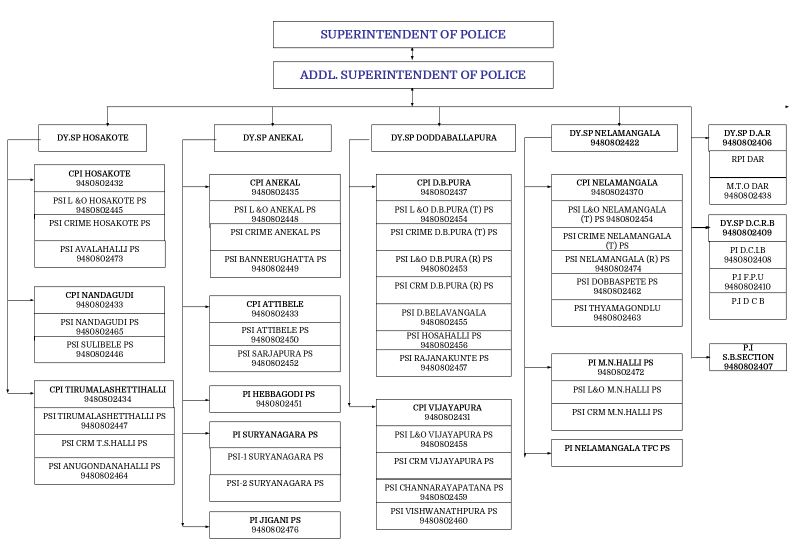 SUPERINTENDENT OF POLICE
ADDL. SUPERINTENDENT OF POLICE
DY.SP HOSAKOTE
CPI HOSAKOTE
9480802432
PSI L &O HOSAKOTE PS
9480802445
PSI CRIME HOSAKOTE PS
PSI AVALAHALLI PS
9480802473
CPI NANDAGUDI
9480802433
PSI NANDAGUDI PS
9480802465
PSI SULIBELE PS
9480802446
CPI TIRUMALASHETTIHALLI
9480802434
PSI TIRUMALASHETTIHALLI PS
9480802447
PSI CRM T.S.HALLI PS
PSI ANUGONDANAHALLI PS
9480802464
DY.SP ANEKAL
CPI ANEKAL
9480802435
PSI L &O ANEKAL PS
9480802448
PSI CRIME ANEKAL PS
PSI BANNERUGHATTA PS
9480802449
CPI ATTIBELE
9480802433
PSI ATTIBELE PS
9480802450
PSI SARJAPURA PS
9480802452
PI HEBBAGODI PS
9480802451
PI SURYANAGARA PS
PSI-1 SURYANAGARA PS
PSI-2 SURYANAGARA PS
PI JIGANI PS
9480802476
DY.SP DODDABALLAPURA
CPI D.B.PURA
9480802437
PSI L &O D.B.PURA (T) PS
9480802454
PSI CRIME D.B.PURA (T) PS
PSI L&O D.B.PURA (R) PS
9480802453
PSI CRM D.B.PURA (R) PS
PSI D.BELAVANGALA
9480802455
PSI HOSAHALLI PS
9480802456
PSI RAJANAKUNTE PS
9480802457
CPI VIJAYAPURA
9480802431
PSI L&O VIJAYAPURA PS
9480802458
PSI CRM VIJAYAPURA PS
PSI CHANNARAYAPATANA PS
9480802459
PSI VISHWANATHPURA PS
9480802460
DY.SP NELAMANGALA
9480802422
CPI NELAMANGALA
94808024370
PSI L&O NELAMANGALA
(T) PS 9480802454
PSI CRIME NELAMANGALA
(T) PS
PSI NELAMANGALA (R) PS
9480802474
PSI DOBBASPETE PS
9480802462
PSI THYAMAGONDLU
9480802463
PI M.N.HALLI PS
9480802472
PSI L&O M.N.HALLI PS
PSI CRM M.N.HALLI PS
PI NELAMANGALA TFC PS
DY.SP D.A.R
9480802406
RPI DAR
M.T.O DAR
9480802438
DY.SP D.C.R.B
9480802409
PI D.C.I.B
9480802408
P.I F.P.U
9480802410
P.I D C B
P.I
S.B.SECTION
9480802407